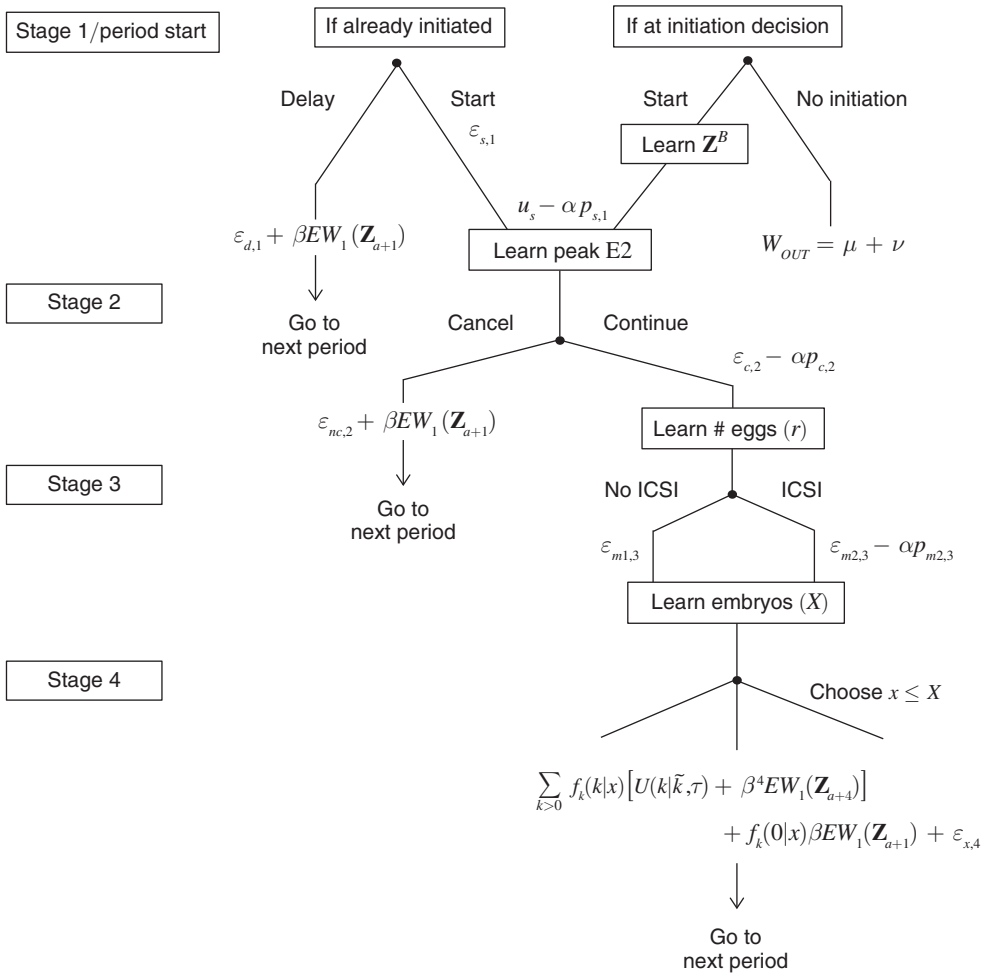 Stage 1/period start
If already initiated
If at initiation decision
Delay
Start
ε_{s,1}
Start
No initiation
Learn Z^B
u_s − αp_{s,1}
ε_{d,1} + βEW_1(Z_{a+1})
Learn peak E2
W_{OUT} = μ + ν
Stage 2
Go to
next period
Cancel
Continue
ε_{c,2} − αp_{c,2}
ε_{nc,2} + βEW_1(Z_{a+1})
Learn # eggs (r)
Stage 3
Go to
next period
No ICSI
ICSI
ε_{m1,3}
ε_{m2,3} − αp_{m2,3}
Learn embryos (X)
Stage 4
Choose x ≤ X
∑_{k>0} f_k(k|x)[U(k|k̃,τ) + β^4EW_1(Z_{a+4})]
+ f_k(0|x)βEW_1(Z_{a+1}) + ε_{x,4}
Go to
next period